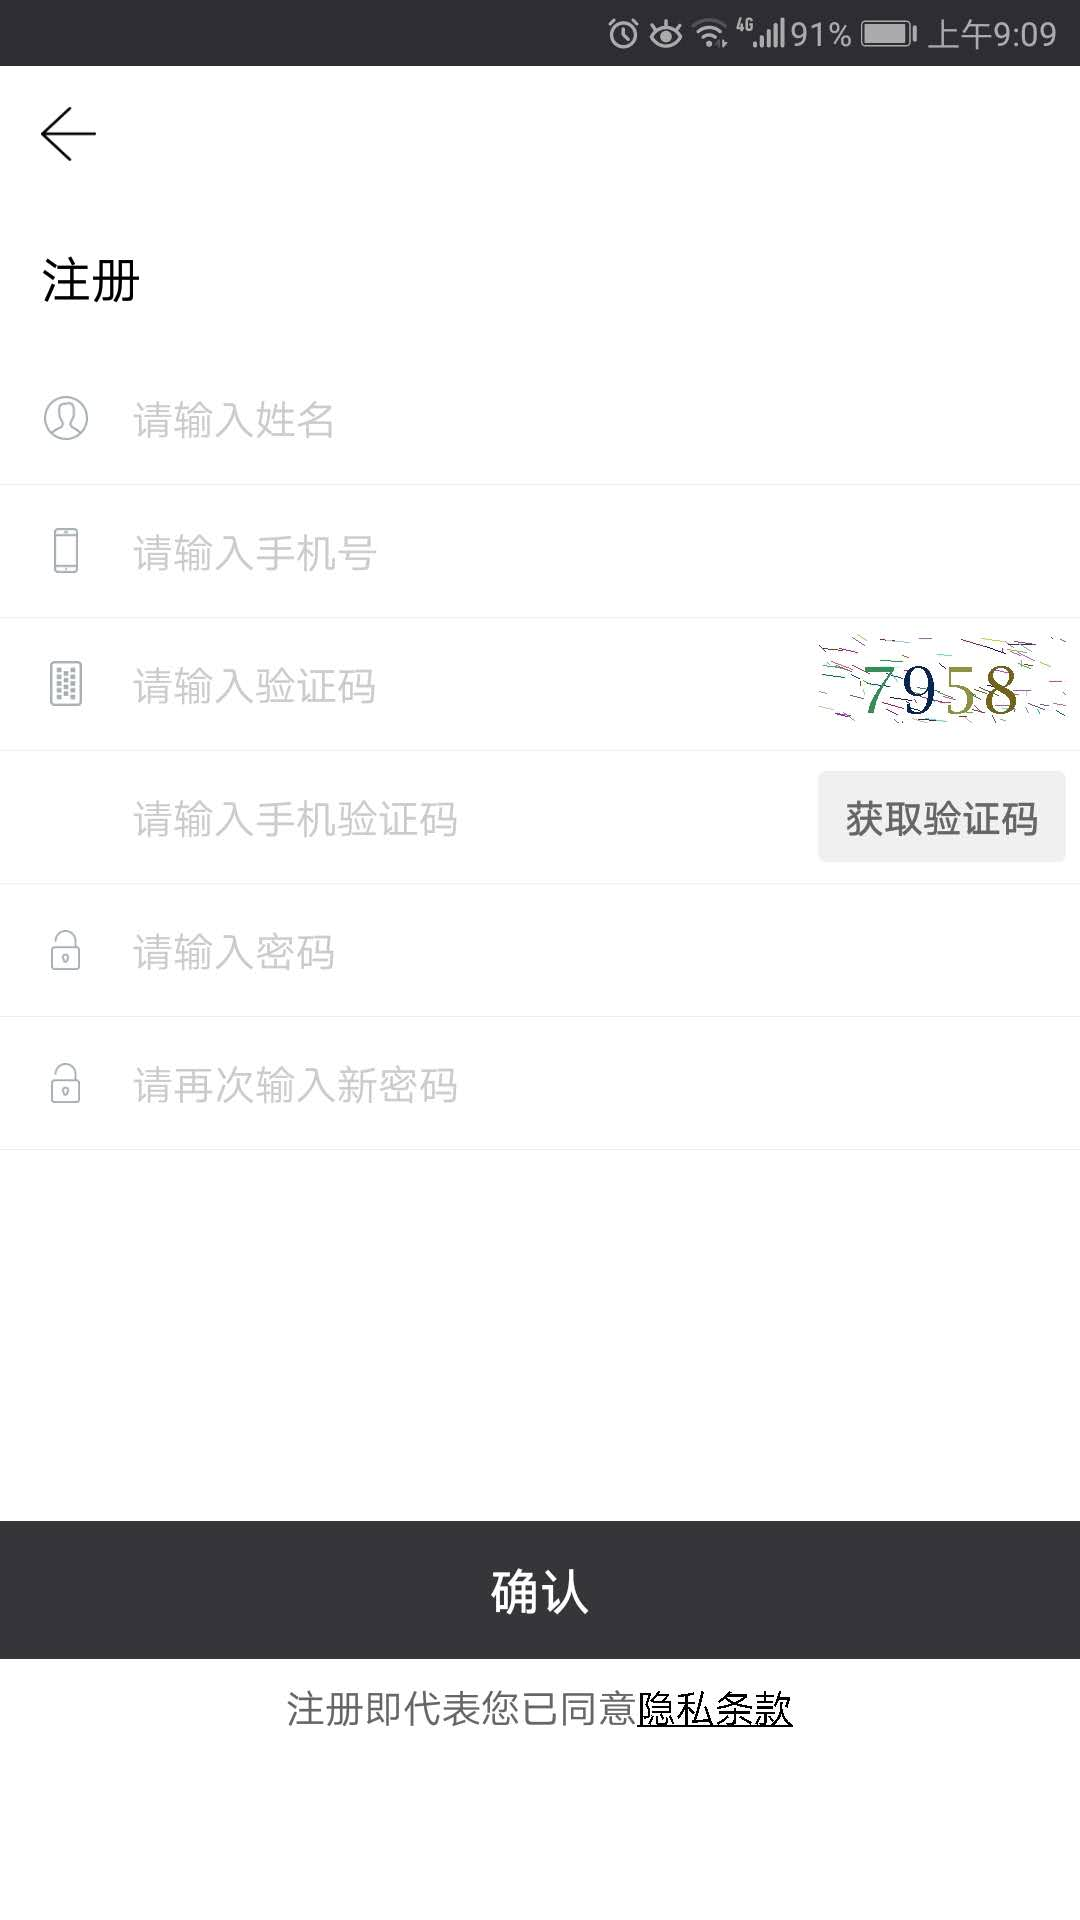 4G 91% 上午9:09
注册
请输入姓名
请输入手机号
请输入验证码 7958
请输入手机验证码 获取验证码
请输入密码
请再次输入新密码
确认
注册即代表您已同意隐私条款